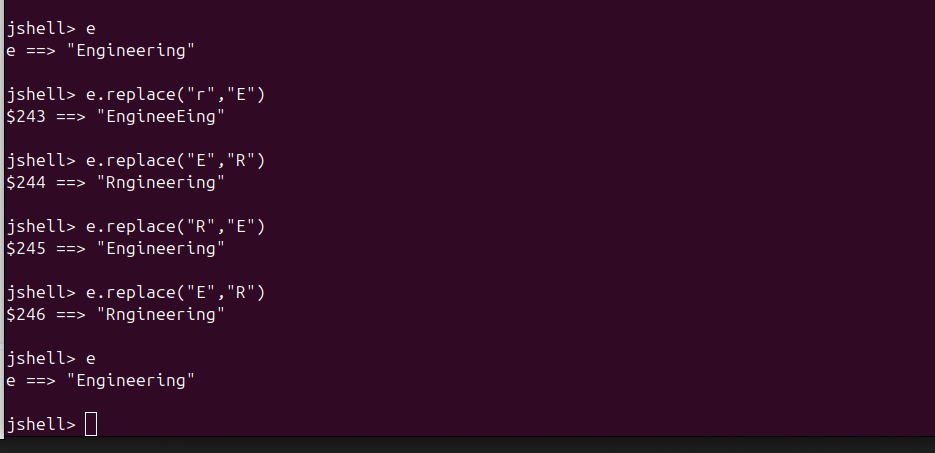 jshell> e
e ==> "Engineering"
jshell> e.replace("r","E")
$243 ==> "EngineeEing"
jshell> e.replace("E","R")
$244 ==> "Rngineering"
jshell> e.replace("R","E")
$245 ==> "Engineering"
jshell> e.replace("E","R")
$246 ==> "Rngineering"
jshell> e
e ==> "Engineering"
jshell>